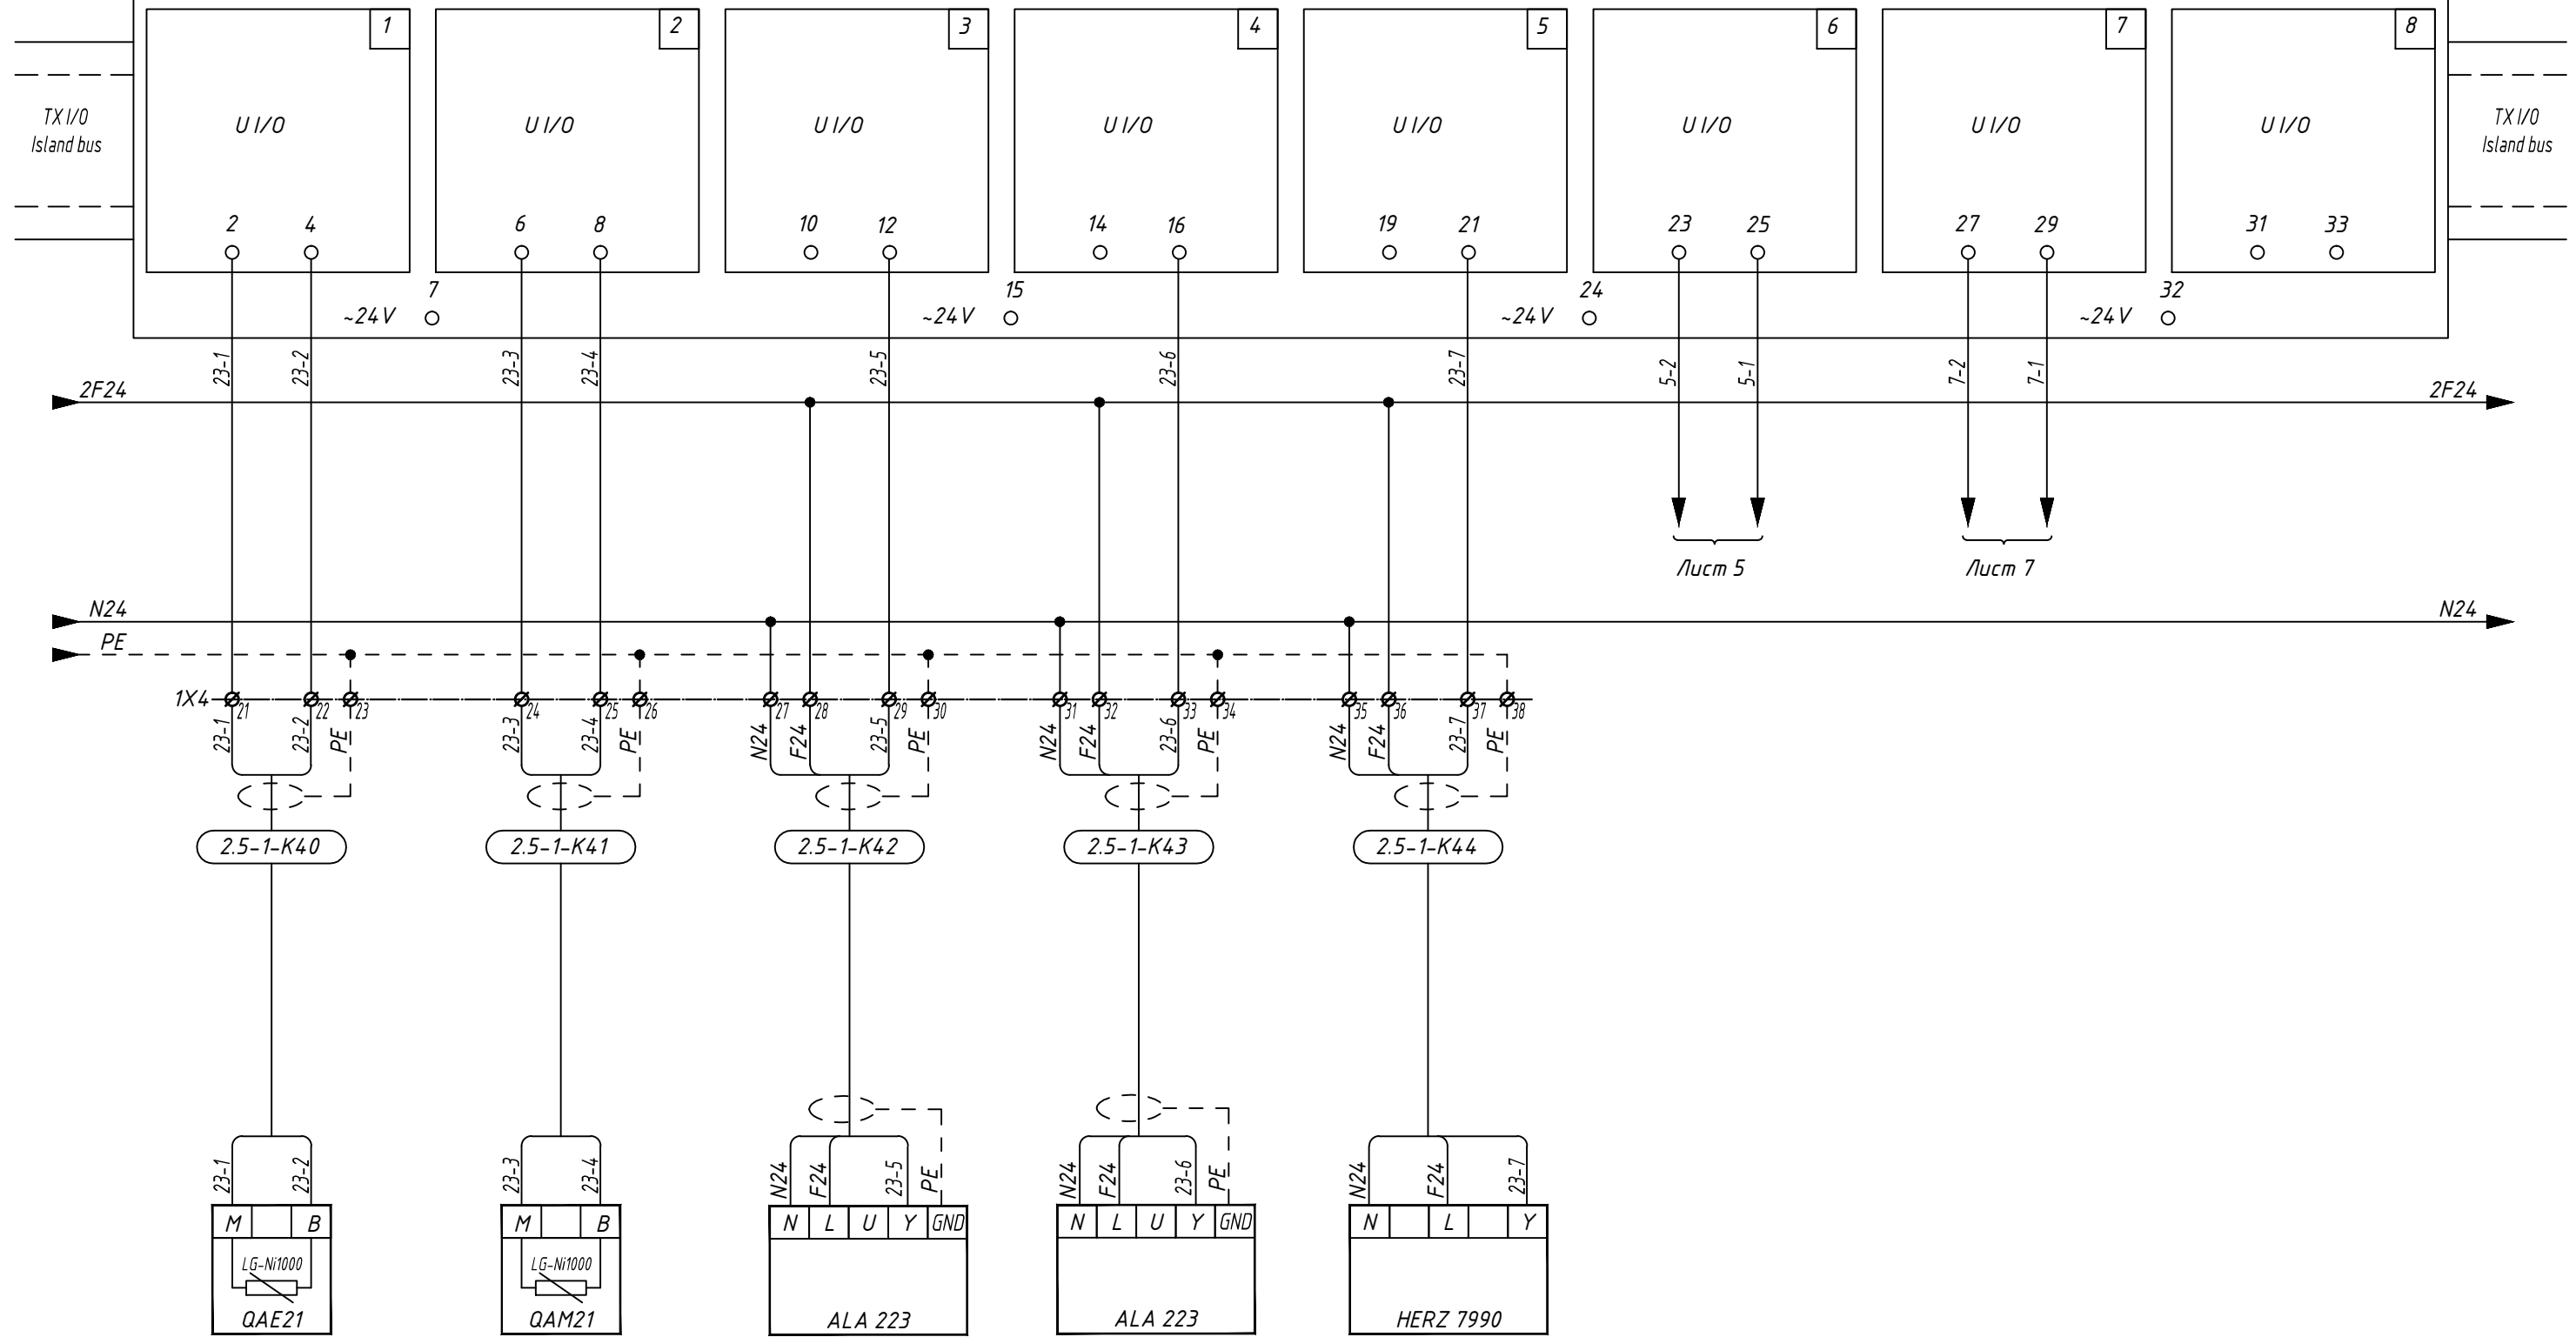 1 2 3 4 5 6 7 8
TX I/O
Island bus
U I/O U I/O U I/O U I/O U I/O U I/O U I/O U I/O
TX I/O
Island bus
2 4 6 8 10 12 14 16 19 21 23 25 27 29 31 33
7 15 24 32
~24V ~24V ~24V ~24V
23-1 23-2 23-3 23-4 23-5 23-6 23-7 5-2 5-1 7-2 7-1
2F24 2F24
Лист 5 Лист 7
N24 N24
PE
1X4
21 22 23 24 25 26 27 28 29 30 31 32 33 34 35 36 37 38
23-1 23-2 PE 23-3 23-4 PE N24 F24 23-5 PE N24 F24 23-6 PE N24 F24 23-7 PE
2.5-1-K40 2.5-1-K41 2.5-1-K42 2.5-1-K43 2.5-1-K44
23-1 23-2 23-3 23-4 N24 F24 23-5 PE N24 F24 23-6 PE N24 F24 23-7
M B M B N L U Y GND N L U Y GND N L Y
LG-Ni1000 LG-Ni1000
QAE21 QAM21 ALA 223 ALA 223 HERZ 7990